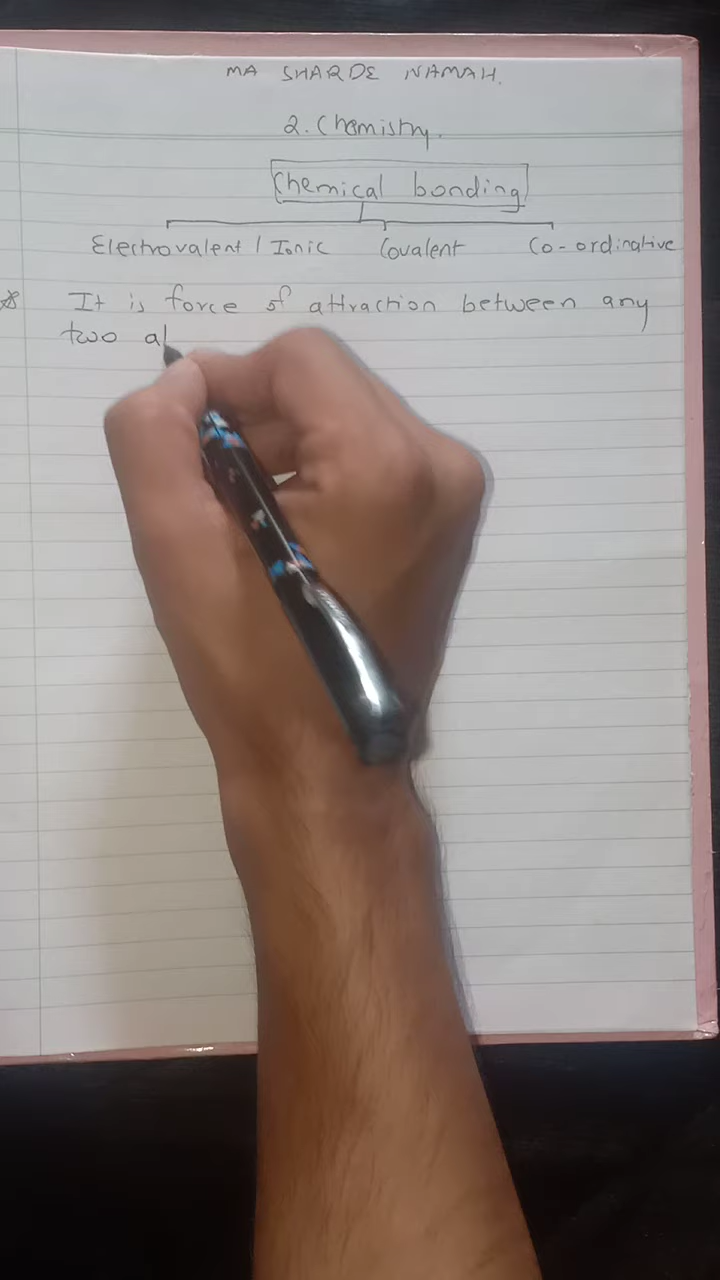 MA SHARDE NAMAH.
2. Chemistry.
Chemical bonding
Electrovalent / Ionic Covalent Co-ordinative
It is force of attraction between any
two at